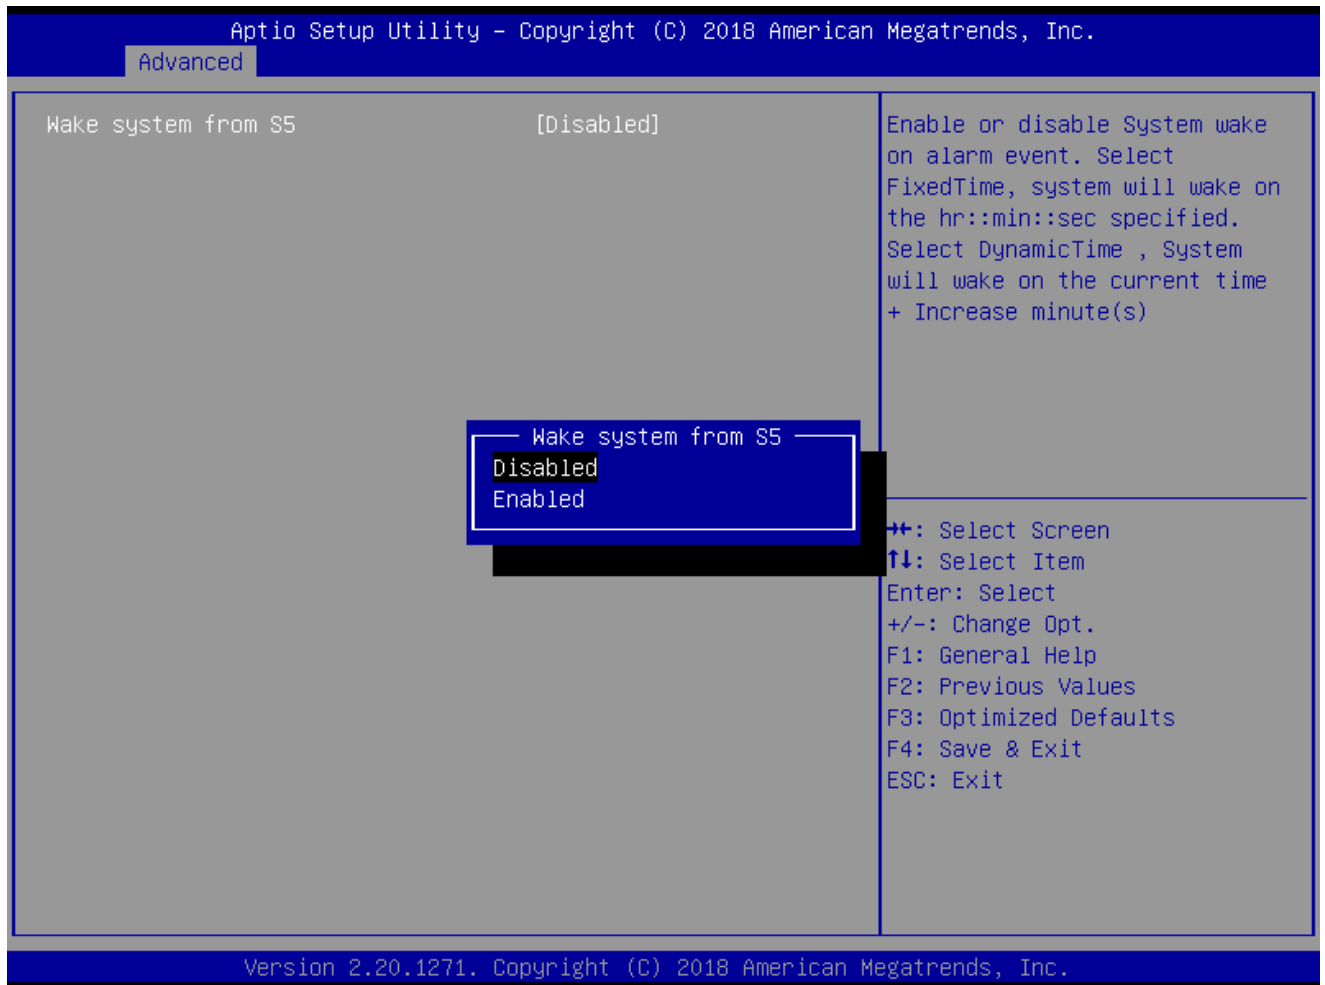 Aptio Setup Utility – Copyright (C) 2018 American Megatrends, Inc.
Advanced
Wake system from S5 [Disabled]
Enable or disable System wake
on alarm event. Select
FixedTime, system will wake on
the hr::min::sec specified.
Select DynamicTime , System
will wake on the current time
+ Increase minute(s)
Wake system from S5
Disabled
Enabled
→←: Select Screen
↑↓: Select Item
Enter: Select
+/-: Change Opt.
F1: General Help
F2: Previous Values
F3: Optimized Defaults
F4: Save & Exit
ESC: Exit
Version 2.20.1271. Copyright (C) 2018 American Megatrends, Inc.